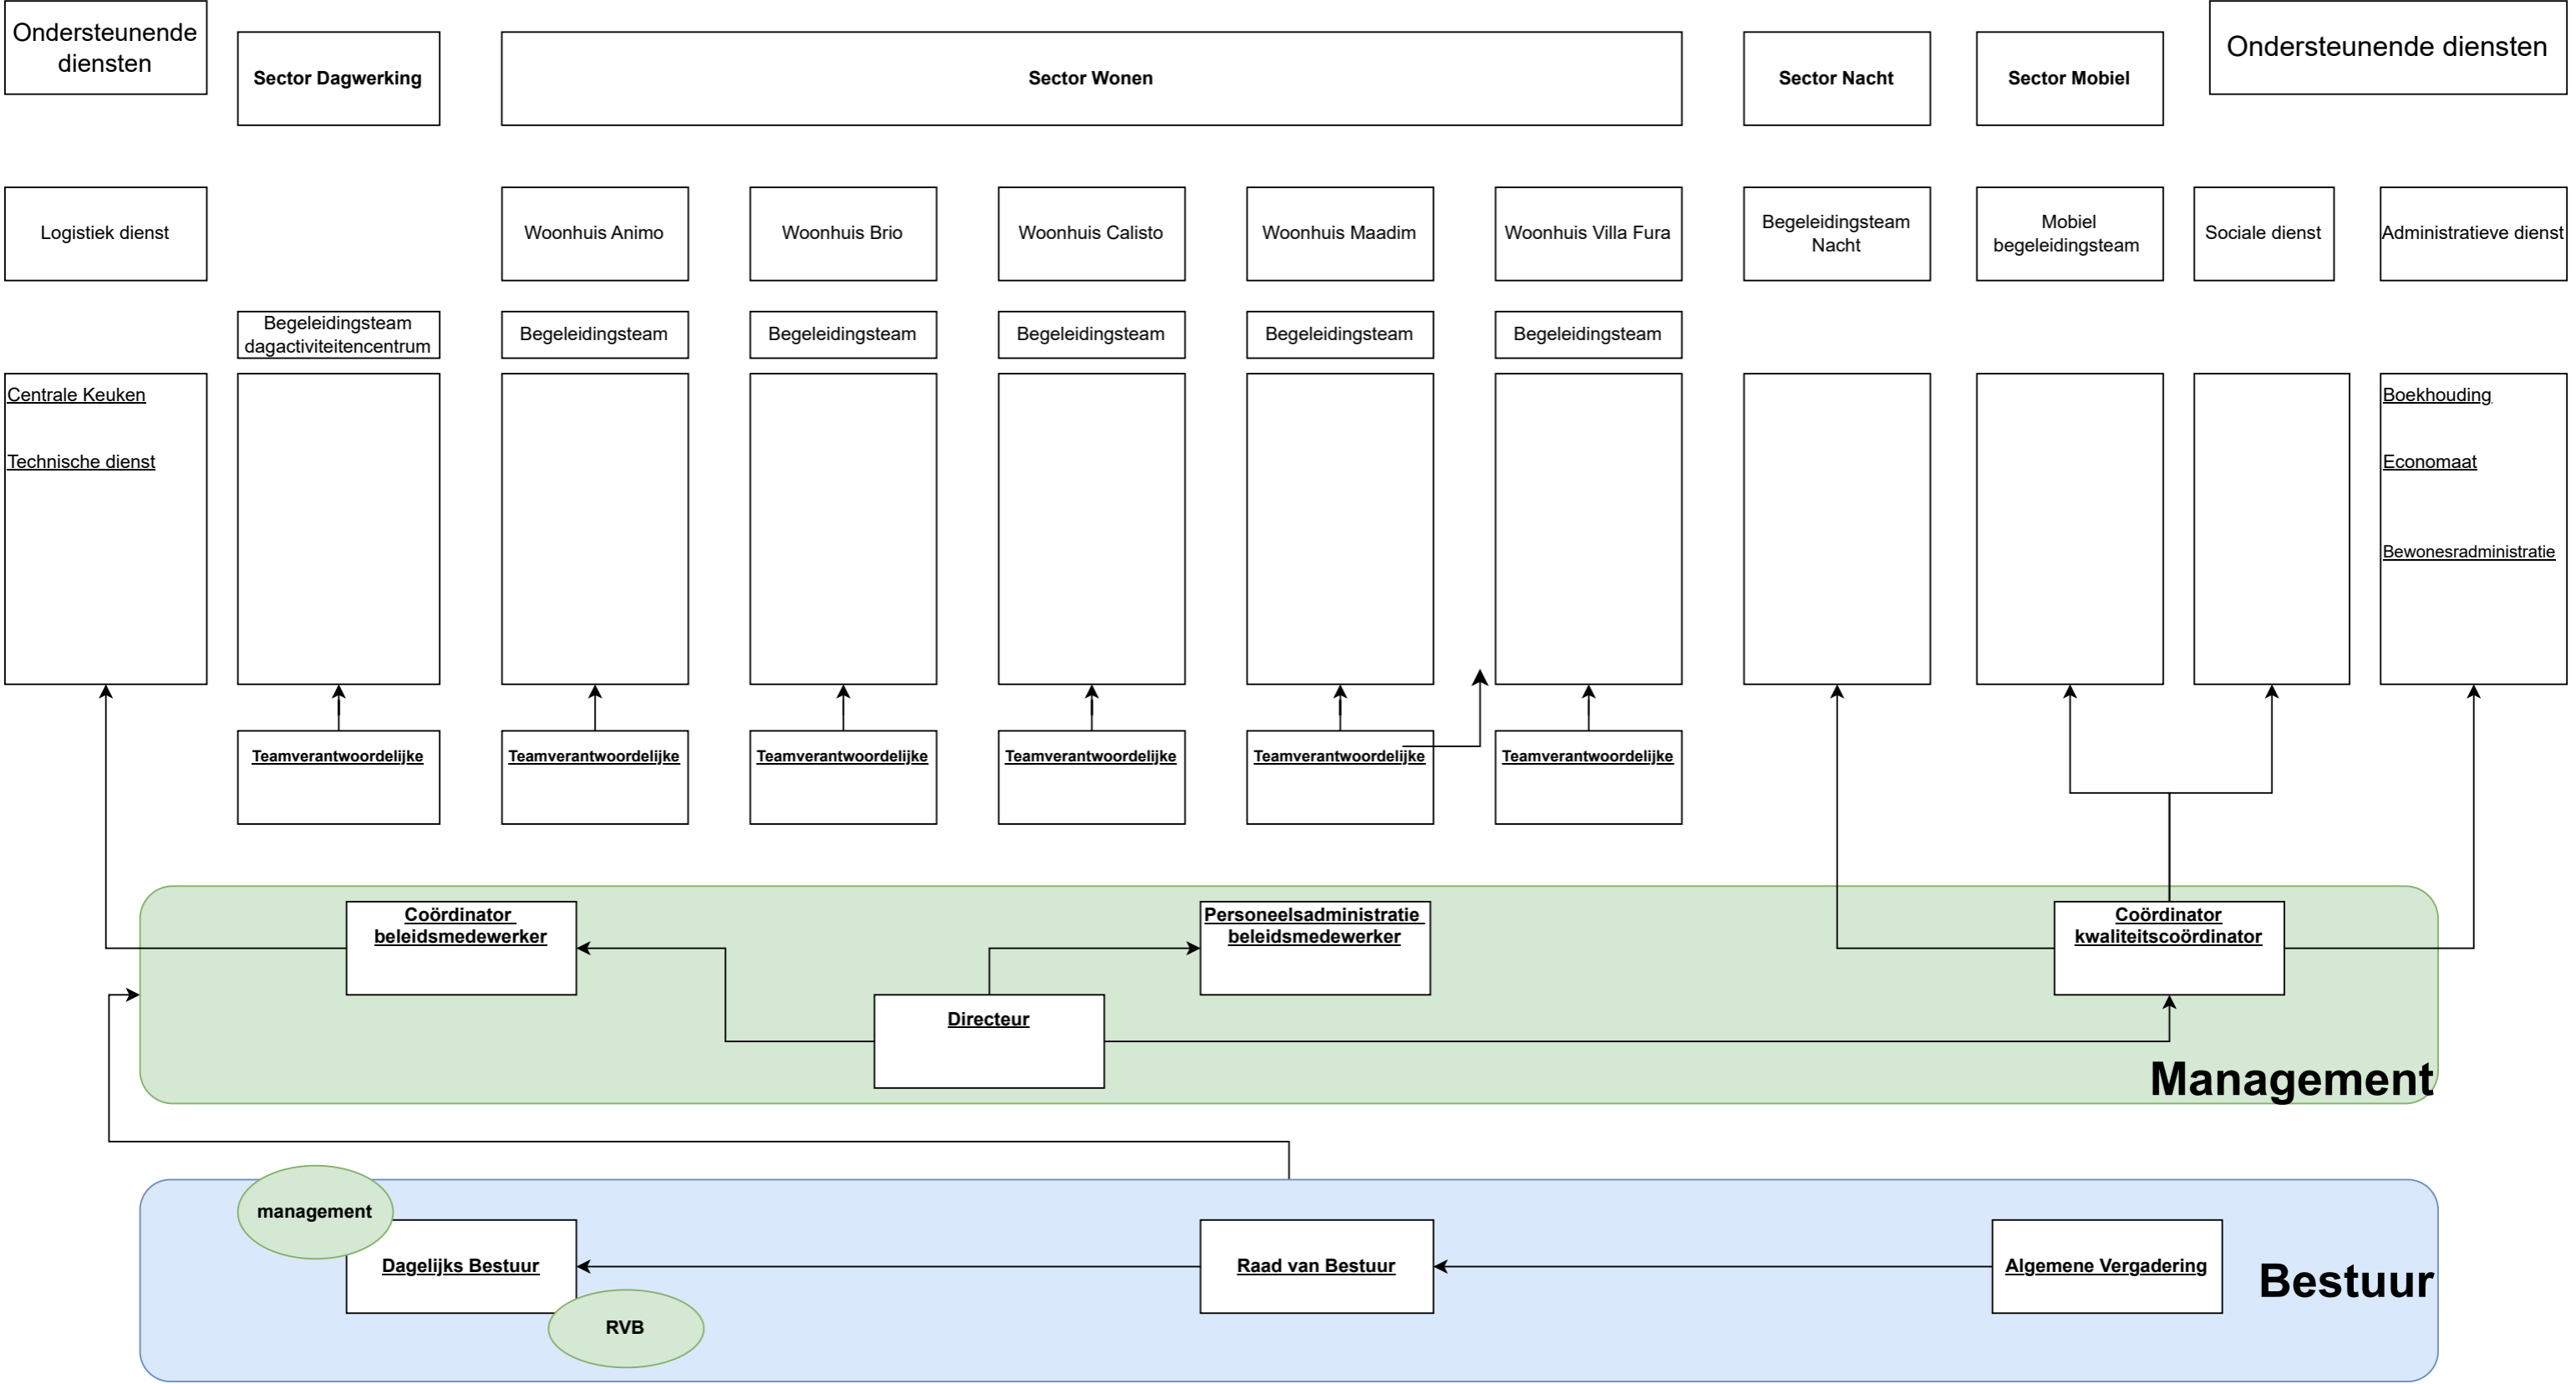 Ondersteunende
diensten
Sector Dagwerking
Sector Wonen
Sector Nacht
Sector Mobiel
Ondersteunende diensten
Logistiek dienst
Woonhuis Animo
Woonhuis Brio
Woonhuis Calisto
Woonhuis Maadim
Woonhuis Villa Fura
Begeleidingsteam
Nacht
Mobiel
begeleidingsteam
Sociale dienst
Administratieve dienst
Begeleidingsteam
dagactiviteitencentrum
Begeleidingsteam
Begeleidingsteam
Begeleidingsteam
Begeleidingsteam
Begeleidingsteam
Centrale Keuken
Technische dienst
Boekhouding
Economaat
Bewonesradministratie
Teamverantwoordelijke
Teamverantwoordelijke
Teamverantwoordelijke
Teamverantwoordelijke
Teamverantwoordelijke
Teamverantwoordelijke
Coördinator
beleidsmedewerker
Personeelsadministratie
beleidsmedewerker
Coördinator
kwaliteitscoördinator
Directeur
Management
management
Dagelijks Bestuur
RVB
Raad van Bestuur
Algemene Vergadering
Bestuur